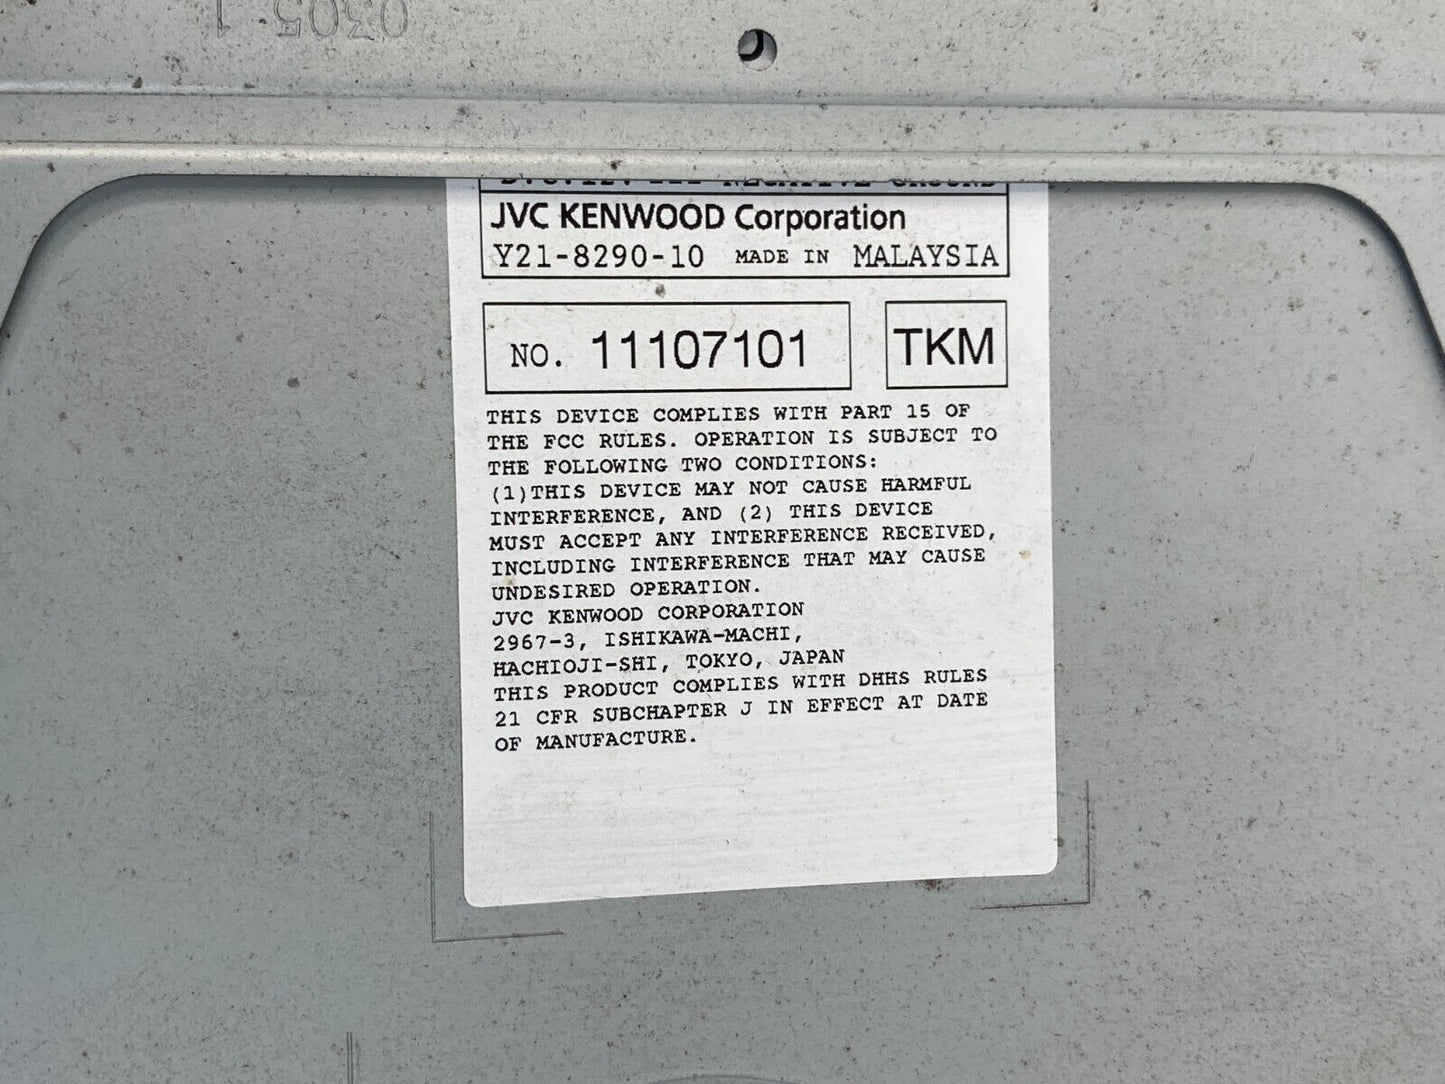 0305 1
NEGATIVE GROUND
JVC KENWOOD Corporation
Y21-8290-10 MADE IN MALAYSIA
NO. 11107101
TKM
THIS DEVICE COMPLIES WITH PART 15 OF
THE FCC RULES. OPERATION IS SUBJECT TO
THE FOLLOWING TWO CONDITIONS:
(1)THIS DEVICE MAY NOT CAUSE HARMFUL
INTERFERENCE, AND (2) THIS DEVICE
MUST ACCEPT ANY INTERFERENCE RECEIVED,
INCLUDING INTERFERENCE THAT MAY CAUSE
UNDESIRED OPERATION.
JVC KENWOOD CORPORATION
2967-3, ISHIKAWA-MACHI,
HACHIOJI-SHI, TOKYO, JAPAN
THIS PRODUCT COMPLIES WITH DHHS RULES
21 CFR SUBCHAPTER J IN EFFECT AT DATE
OF MANUFACTURE.